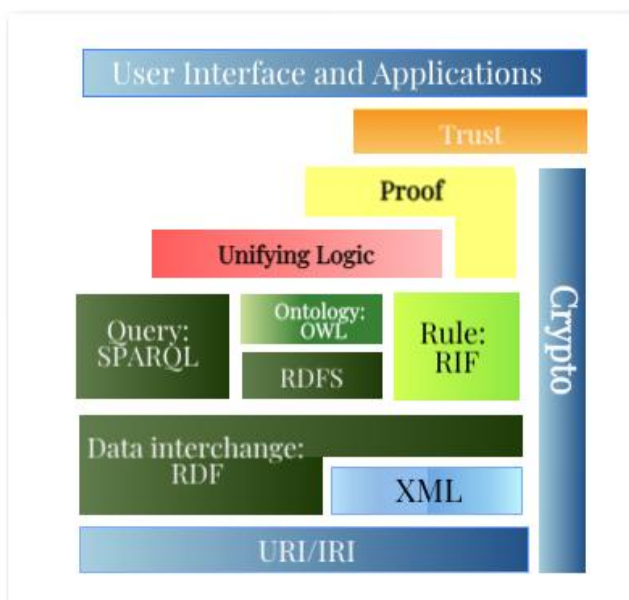 User Interface and Applications
Trust
Proof
Unifying Logic
Query:
SPARQL
Ontology:
OWL
RDFS
Rule:
RIF
Crypto
Data interchange:
RDF
XML
URI/IRI